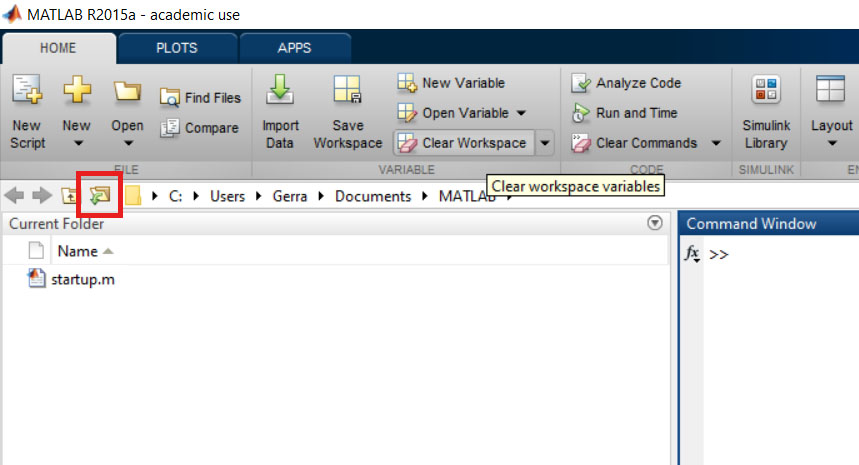 MATLAB R2015a - academic use
HOME
PLOTS
APPS
New Script
New
Open
Find Files
Compare
Import Data
Save Workspace
New Variable
Open Variable
Clear Workspace
Analyze Code
Run and Time
Clear Commands
Simulink Library
Layout
FILE
VARIABLE
CODE
SIMULINK
EN
Clear workspace variables
C: Users Gerra Documents MATLAB
Current Folder
Name
startup.m
Command Window
fx >>